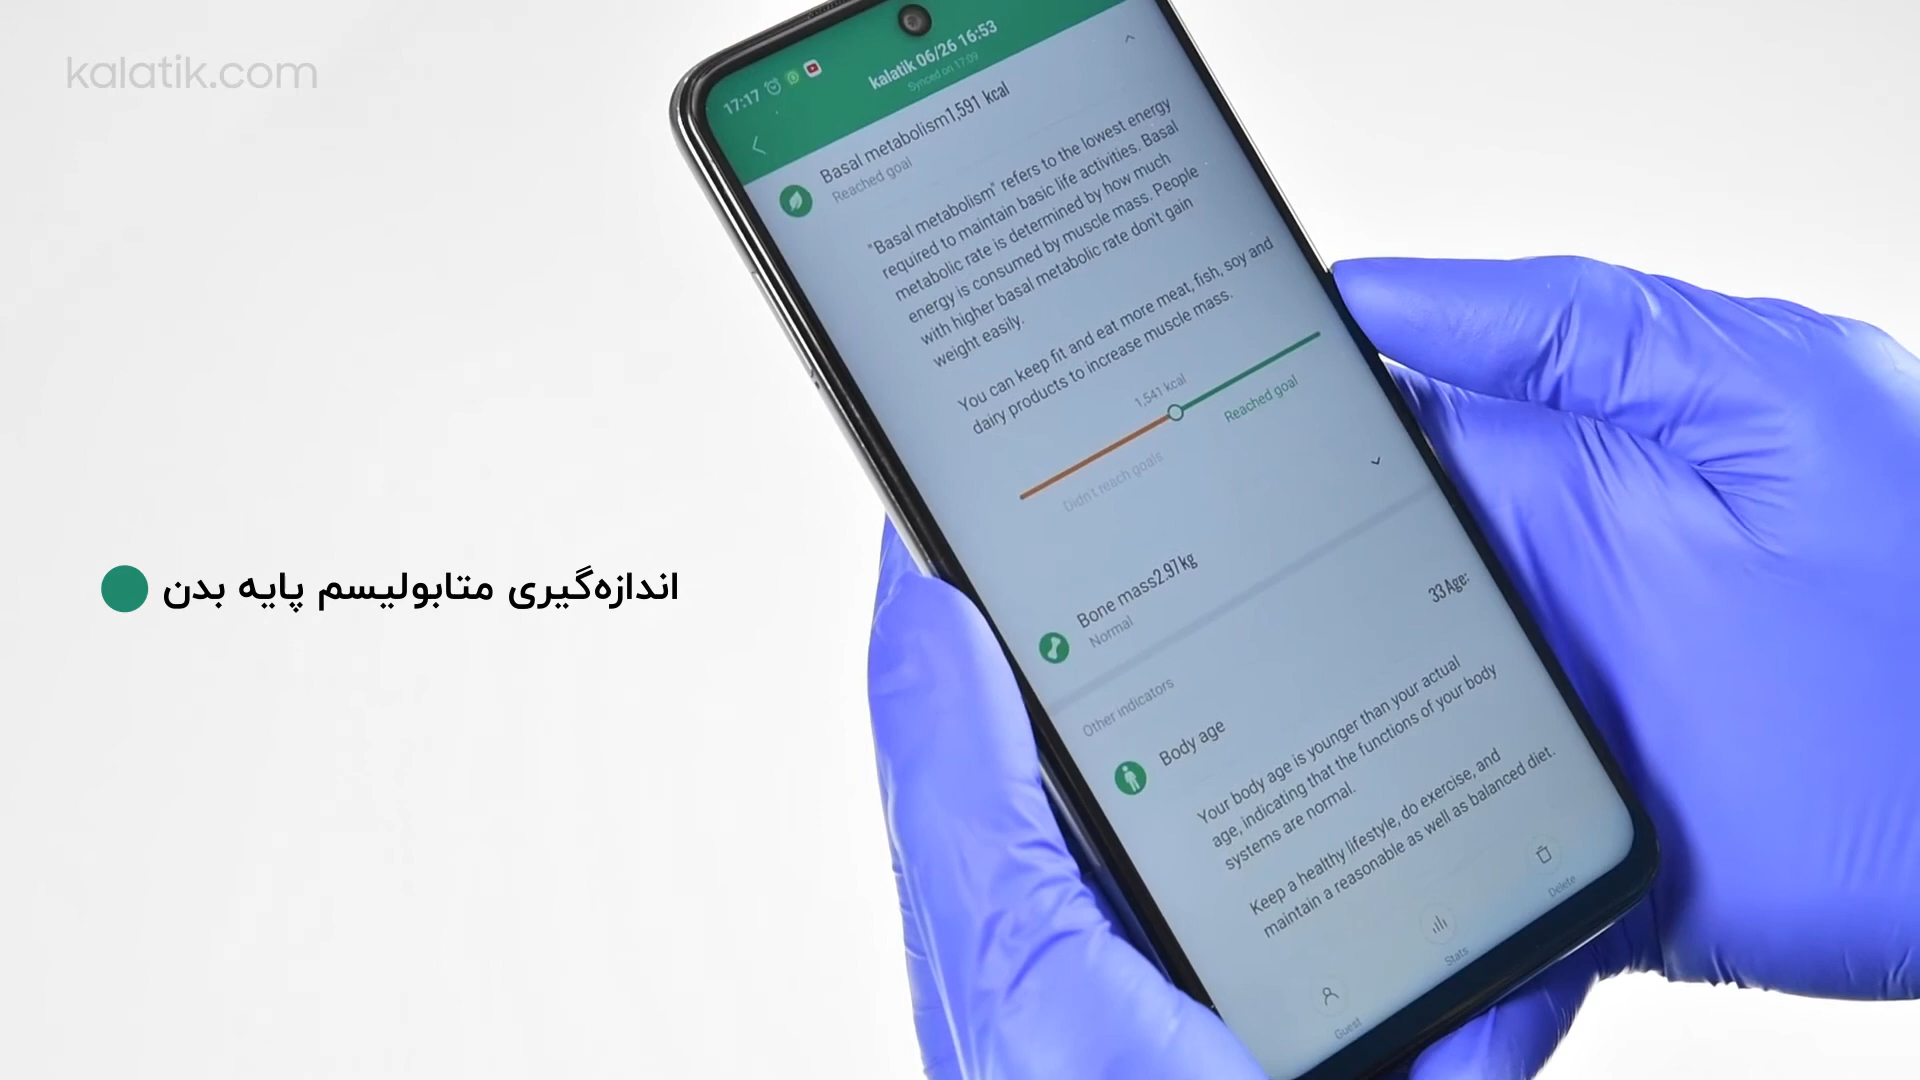 kalatik.com
17:17
kalatik 06/26 16:53
Synced on 17:09
Basal metabolism1,591 kcal
Reached goal
"Basal metabolism" refers to the lowest energy
required to maintain basic life activities. Basal
metabolic rate is determined by how much
energy is consumed by muscle mass. People
with higher basal metabolic rate don't gain
weight easily.
You can keep fit and eat more meat, fish, soy and
dairy products to increase muscle mass.
1,541 kcal
Didn't reach goals
Reached goal
اندازه‌گیری متابولیسم پایه بدن
Bone mass2.97kg
Normal
Other indicators
Body age
33Age:
Your body age is younger than your actual
age, indicating that the functions of your body
systems are normal.
Keep a healthy lifestyle, do exercise, and
maintain a reasonable as well as balanced diet.
Guest
Stats
Delete